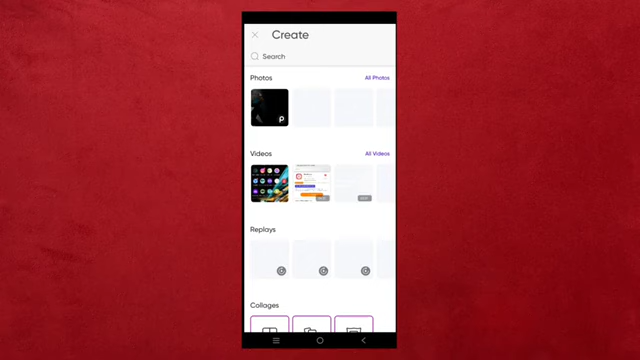 Create
Search
Photos
All Photos
Videos
All Videos
Replays
Collages